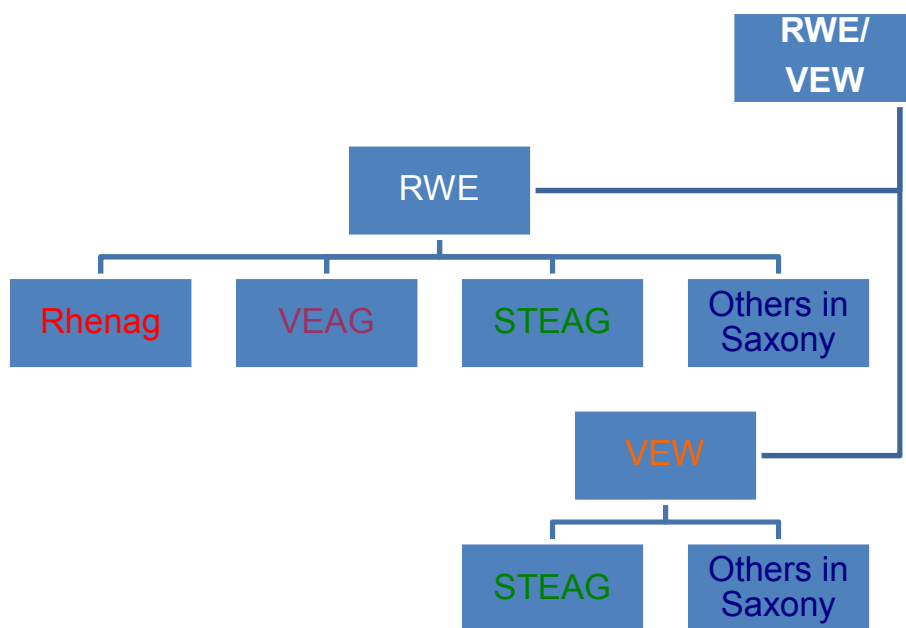 RWE/
VEW
RWE
Rhenag
VEAG
STEAG
Others in
Saxony
VEW
STEAG
Others in
Saxony